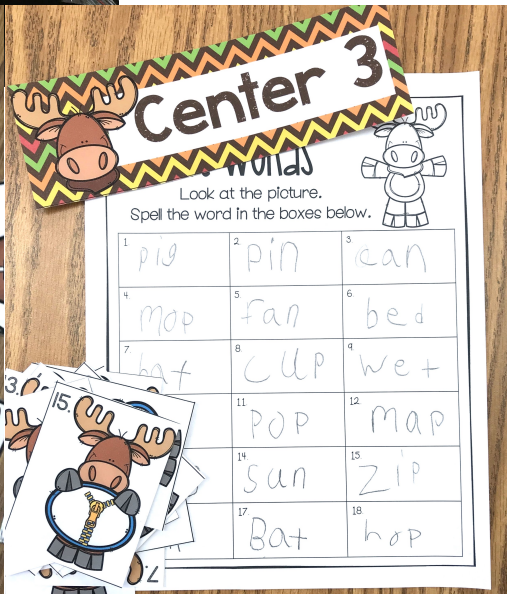 Center 3
Words
Look at the picture.
Spell the word in the boxes below.
1. pig 2. pin 3. can
4. mop 5. fan 6. bed
7. hat 8. cup 9. wet
11. pop 12. map
14. sun 15. zip
17. Bat 18. hop
13.
15.